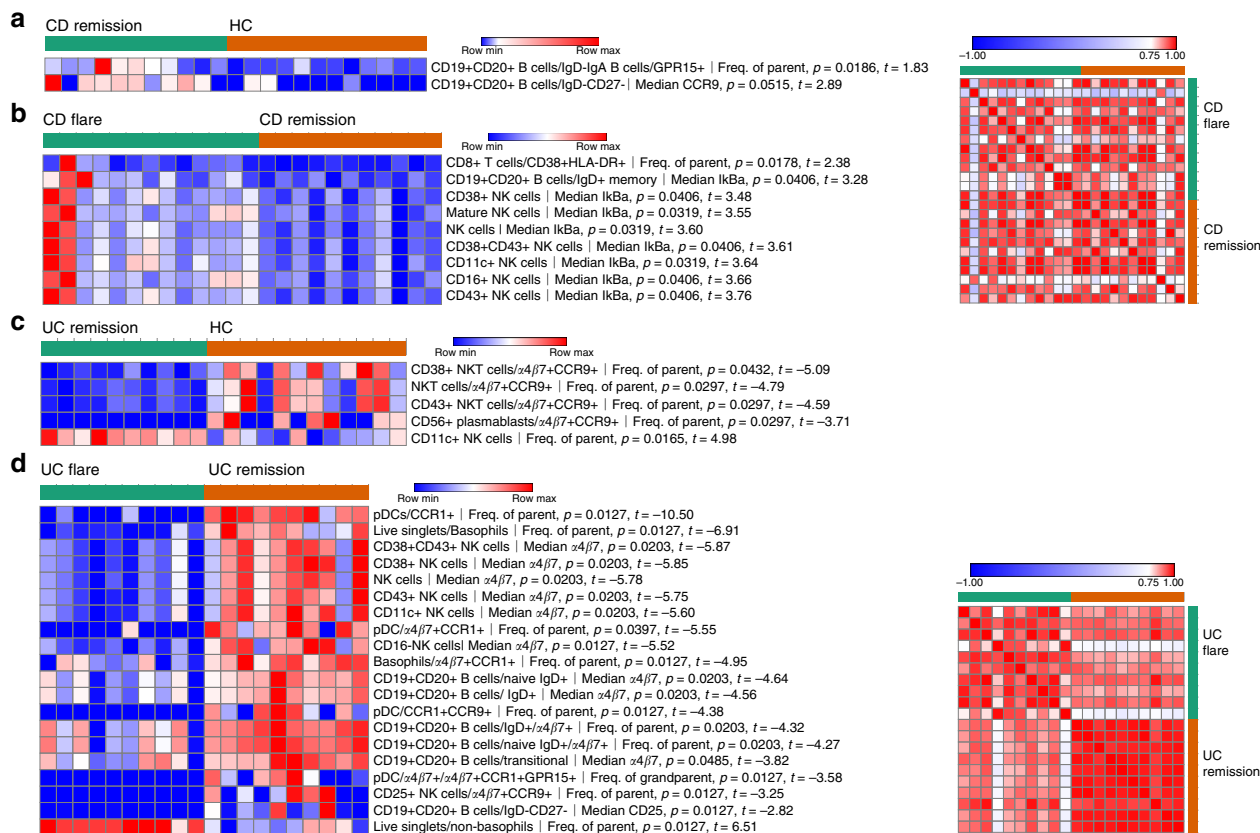 a
CD remission HC
Row min Row max
CD19+CD20+ B cells/IgD-IgA B cells/GPR15+ | Freq. of parent, p = 0.0186, t = 1.83
CD19+CD20+ B cells/IgD-CD27- | Median CCR9, p = 0.0515, t = 2.89
b
CD flare CD remission
Row min Row max
CD8+ T cells/CD38+HLA-DR+ | Freq. of parent, p = 0.0178, t = 2.38
CD19+CD20+ B cells/IgD+ memory | Median IkBa, p = 0.0406, t = 3.28
CD38+ NK cells | Median IkBa, p = 0.0406, t = 3.48
Mature NK cells | Median IkBa, p = 0.0319, t = 3.55
NK cells | Median IkBa, p = 0.0319, t = 3.60
CD38+CD43+ NK cells | Median IkBa, p = 0.0406, t = 3.61
CD11c+ NK cells | Median IkBa, p = 0.0319, t = 3.64
CD16+ NK cells | Median IkBa, p = 0.0406, t = 3.66
CD43+ NK cells | Median IkBa, p = 0.0406, t = 3.76
−1.00 0.75 1.00
CD
flare
CD
remission
c
UC remission HC
Row min Row max
CD38+ NKT cells/α4β7+CCR9+ | Freq. of parent, p = 0.0432, t = −5.09
NKT cells/α4β7+CCR9+ | Freq. of parent, p = 0.0297, t = −4.79
CD43+ NKT cells/α4β7+CCR9+ | Freq. of parent, p = 0.0297, t = −4.59
CD56+ plasmablasts/α4β7+CCR9+ | Freq. of parent, p = 0.0297, t = −3.71
CD11c+ NK cells | Freq. of parent, p = 0.0165, t = 4.98
d
UC flare UC remission
Row min Row max
pDCs/CCR1+ | Freq. of parent, p = 0.0127, t = −10.50
Live singlets/Basophils | Freq. of parent, p = 0.0127, t = −6.91
CD38+CD43+ NK cells | Median α4β7, p = 0.0203, t = −5.87
CD38+ NK cells | Median α4β7, p = 0.0203, t = −5.85
NK cells | Median α4β7, p = 0.0203, t = −5.78
CD43+ NK cells | Median α4β7, p = 0.0203, t = −5.75
CD11c+ NK cells | Median α4β7, p = 0.0203, t = −5.60
pDC/α4β7+CCR1+ | Freq. of parent, p = 0.0397, t = −5.55
CD16-NK cells| Median α4β7, p = 0.0127, t = −5.52
Basophils/α4β7+CCR1+ | Freq. of parent, p = 0.0127, t = −4.95
CD19+CD20+ B cells/naive IgD+ | Median α4β7, p = 0.0203, t = −4.64
CD19+CD20+ B cells/ IgD+ | Median α4β7, p = 0.0203, t = −4.56
pDC/CCR1+CCR9+ | Freq. of parent, p = 0.0127, t = −4.38
CD19+CD20+ B cells/IgD+/α4β7+ | Freq. of parent, p = 0.0203, t = −4.32
CD19+CD20+ B cells/naive IgD+/α4β7+ | Freq. of parent, p = 0.0203, t = −4.27
CD19+CD20+ B cells/transitional | Median α4β7, p = 0.0485, t = −3.82
pDC/α4β7+/α4β7+CCR1+GPR15+ | Freq. of grandparent, p = 0.0127, t = −3.58
CD25+ NK cells/α4β7+CCR9+ | Freq. of parent, p = 0.0127, t = −3.25
CD19+CD20+ B cells/IgD-CD27- | Median CD25, p = 0.0127, t = −2.82
Live singlets/non-basophils | Freq. of parent, p = 0.0127, t = 6.51
−1.00 0.75 1.00
UC
flare
UC
remission